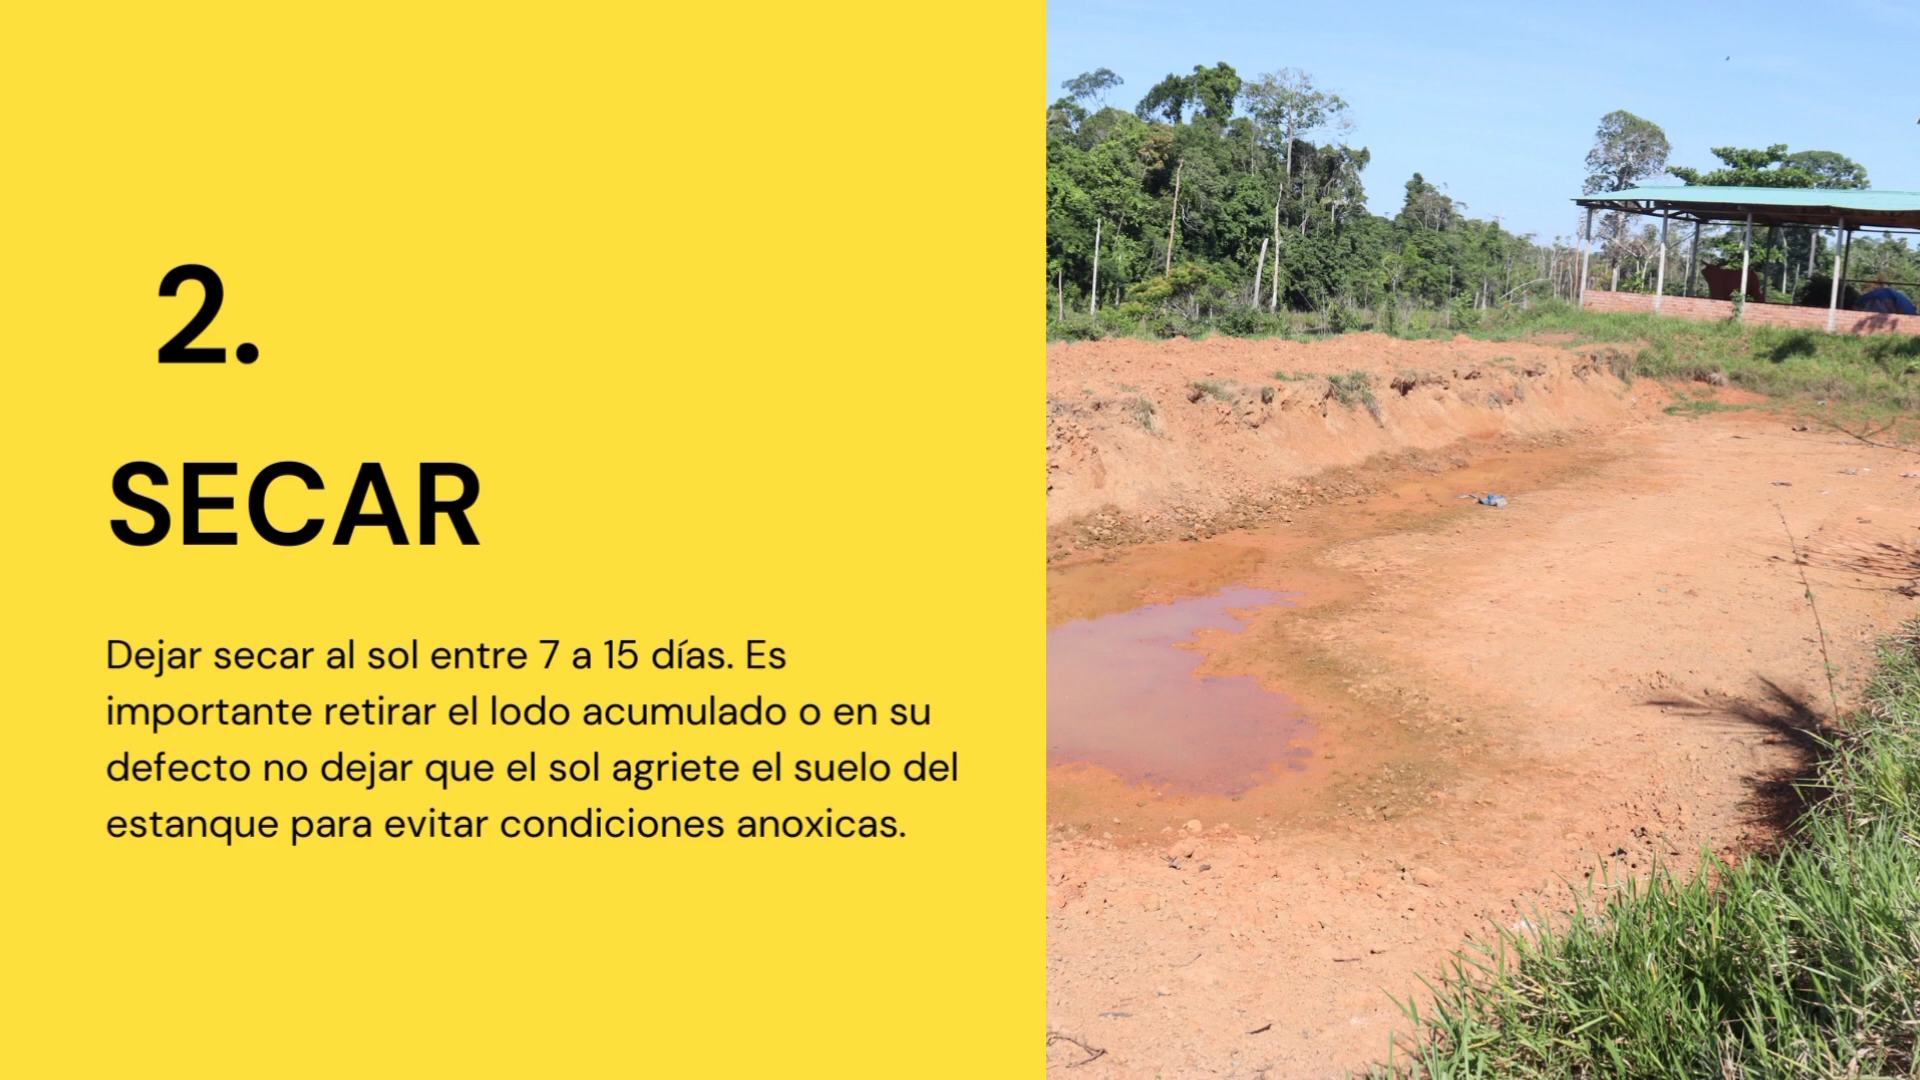 2.
SECAR
Dejar secar al sol entre 7 a 15 días. Es
importante retirar el lodo acumulado o en su
defecto no dejar que el sol agriete el suelo del
estanque para evitar condiciones anoxicas.